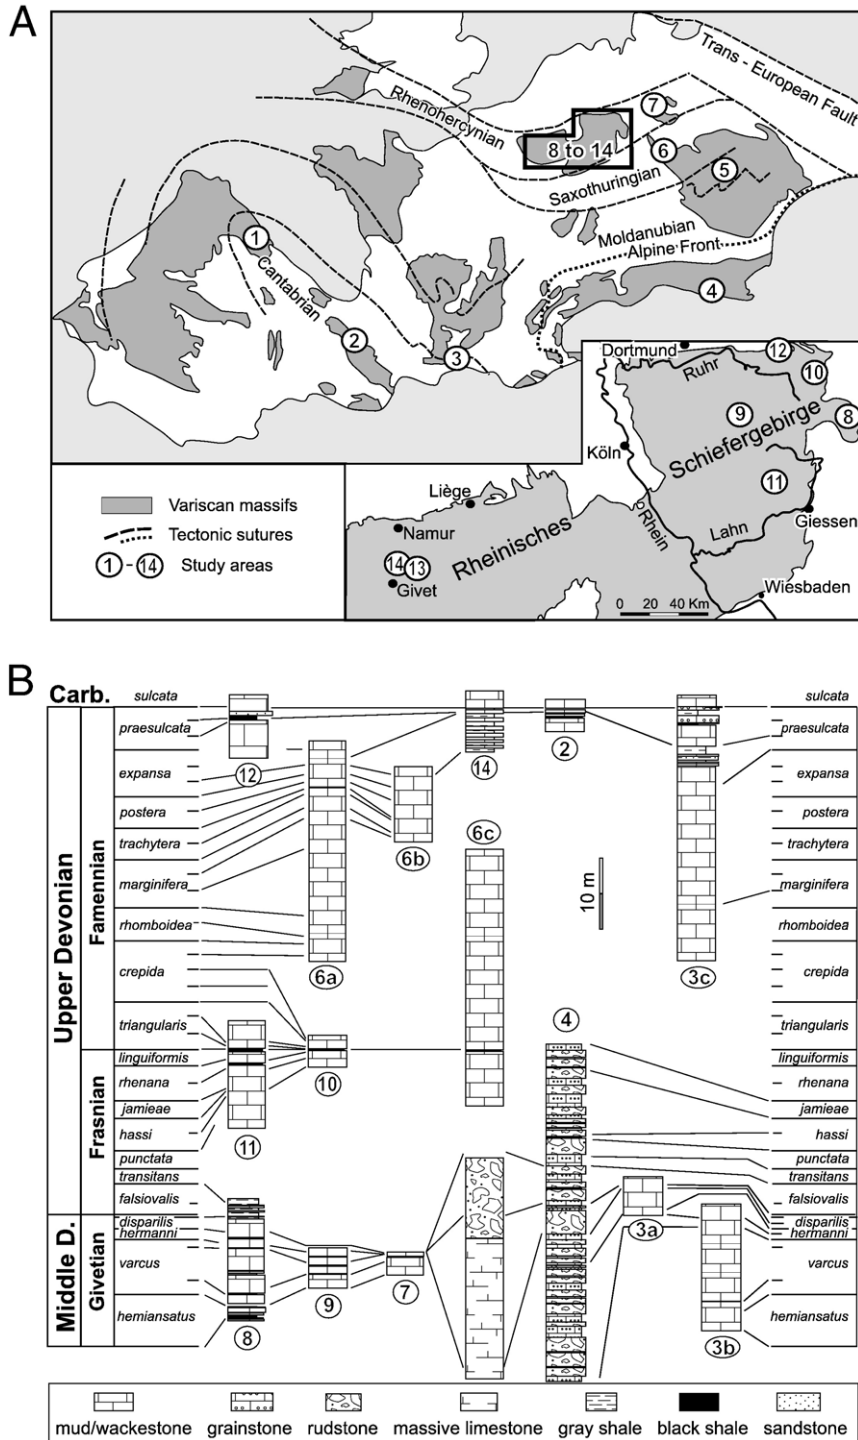 A
Trans - European Fault
Rhenohercynian
7
8 to 14
6
5
Saxothuringian
Moldanubian
Alpine Front
1
Cantabrian
2
3
4
Dortmund
12
Ruhr
10
9
8
Köln
Schiefergebirge
11
Liège
Namur
Rheinisches
Rhein
Lahn
Giessen
14 13
Givet
Wiesbaden
0 20 40 Km
Variscan massifs
Tectonic sutures
1 - 14 Study areas
B
Carb. sulcata sulcata
Upper Devonian
Famennian
praesulcata praesulcata
12 14 2
expansa expansa
postera postera
trachytera trachytera
6b 6c
marginifera marginifera
10 m
rhomboidea rhomboidea
6a 3c
crepida crepida
4
triangularis triangularis
Frasnian
linguiformis linguiformis
rhenana rhenana
10
jamieae jamieae
hassi hassi
11
punctata punctata
transitans transitans
falsiovalis falsiovalis
Middle D.
Givetian
disparilis disparilis
3a
hermanni hermanni
varcus varcus
9 7
hemiansatus hemiansatus
8 3b
mud/wackestone grainstone rudstone massive limestone gray shale black shale sandstone